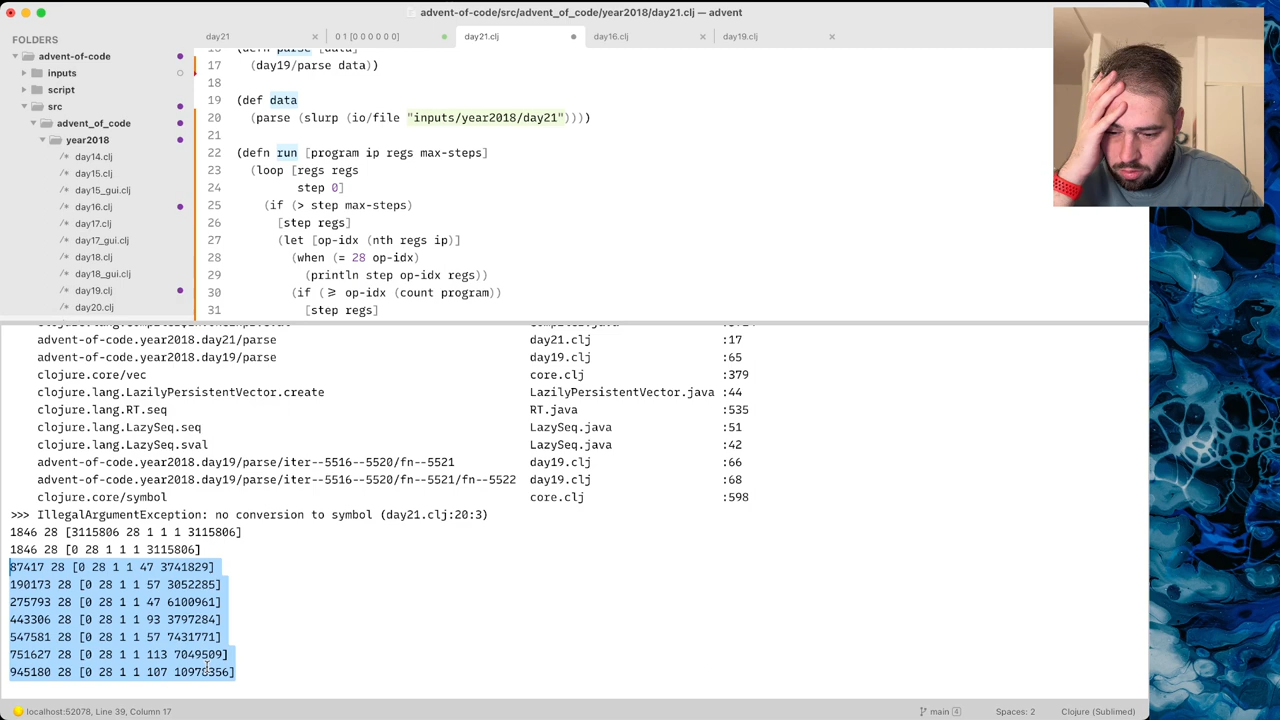 advent-of-code/src/advent_of_code/year2018/day21.clj — advent
FOLDERS
advent-of-code
inputs
script
src
advent_of_code
year2018
day14.clj
day15.clj
day15_gui.clj
day16.clj
day17.clj
day17_gui.clj
day18.clj
day18_gui.clj
day19.clj
day20.clj
day21
0 1 [0 0 0 0 0 0]
day21.clj
day16.clj
day19.clj
17 (day19/parse data))
18
19 (def data
20 (parse (slurp (io/file "inputs/year2018/day21"))))
21
22 (defn run [program ip regs max-steps]
23 (loop [regs regs
24 step 0]
25 (if (> step max-steps)
26 [step regs]
27 (let [op-idx (nth regs ip)]
28 (when (= 28 op-idx)
29 (println step op-idx regs))
30 (if (≥ op-idx (count program))
31 [step regs]
advent-of-code.year2018.day21/parse day21.clj :17
advent-of-code.year2018.day19/parse day19.clj :65
clojure.core/vec core.clj :379
clojure.lang.LazilyPersistentVector.create LazilyPersistentVector.java :44
clojure.lang.RT.seq RT.java :535
clojure.lang.LazySeq.seq LazySeq.java :51
clojure.lang.LazySeq.sval LazySeq.java :42
advent-of-code.year2018.day19/parse/iter--5516--5520/fn--5521 day19.clj :66
advent-of-code.year2018.day19/parse/iter--5516--5520/fn--5521/fn--5522 day19.clj :68
clojure.core/symbol core.clj :598
>>> IllegalArgumentException: no conversion to symbol (day21.clj:20:3)
1846 28 [3115806 28 1 1 1 3115806]
1846 28 [0 28 1 1 1 3115806]
87417 28 [0 28 1 1 47 3741829]
190173 28 [0 28 1 1 57 3052285]
275793 28 [0 28 1 1 47 6100961]
443306 28 [0 28 1 1 93 3797284]
547581 28 [0 28 1 1 57 7431771]
751627 28 [0 28 1 1 113 7049509]
945180 28 [0 28 1 1 107
localhost:52078, Line 39, Column 17
main 4
Spaces: 2
Clojure (Sublimed)